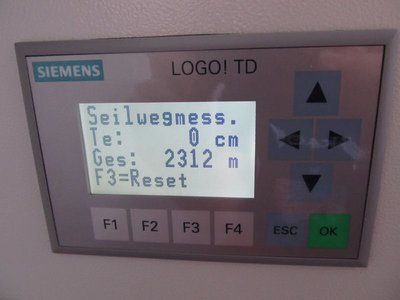 SIEMENS
LOGO! TD
Seilwegmess.
Te: 0 cm
Ges: 2312 m
F3=Reset
F1 F2 F3 F4 ESC OK